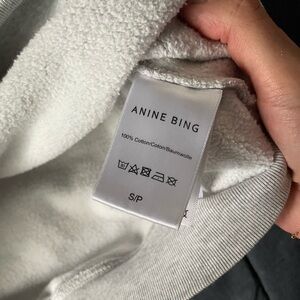 ANINE BING
100% Cotton/Coton/Baumwolle
S/P